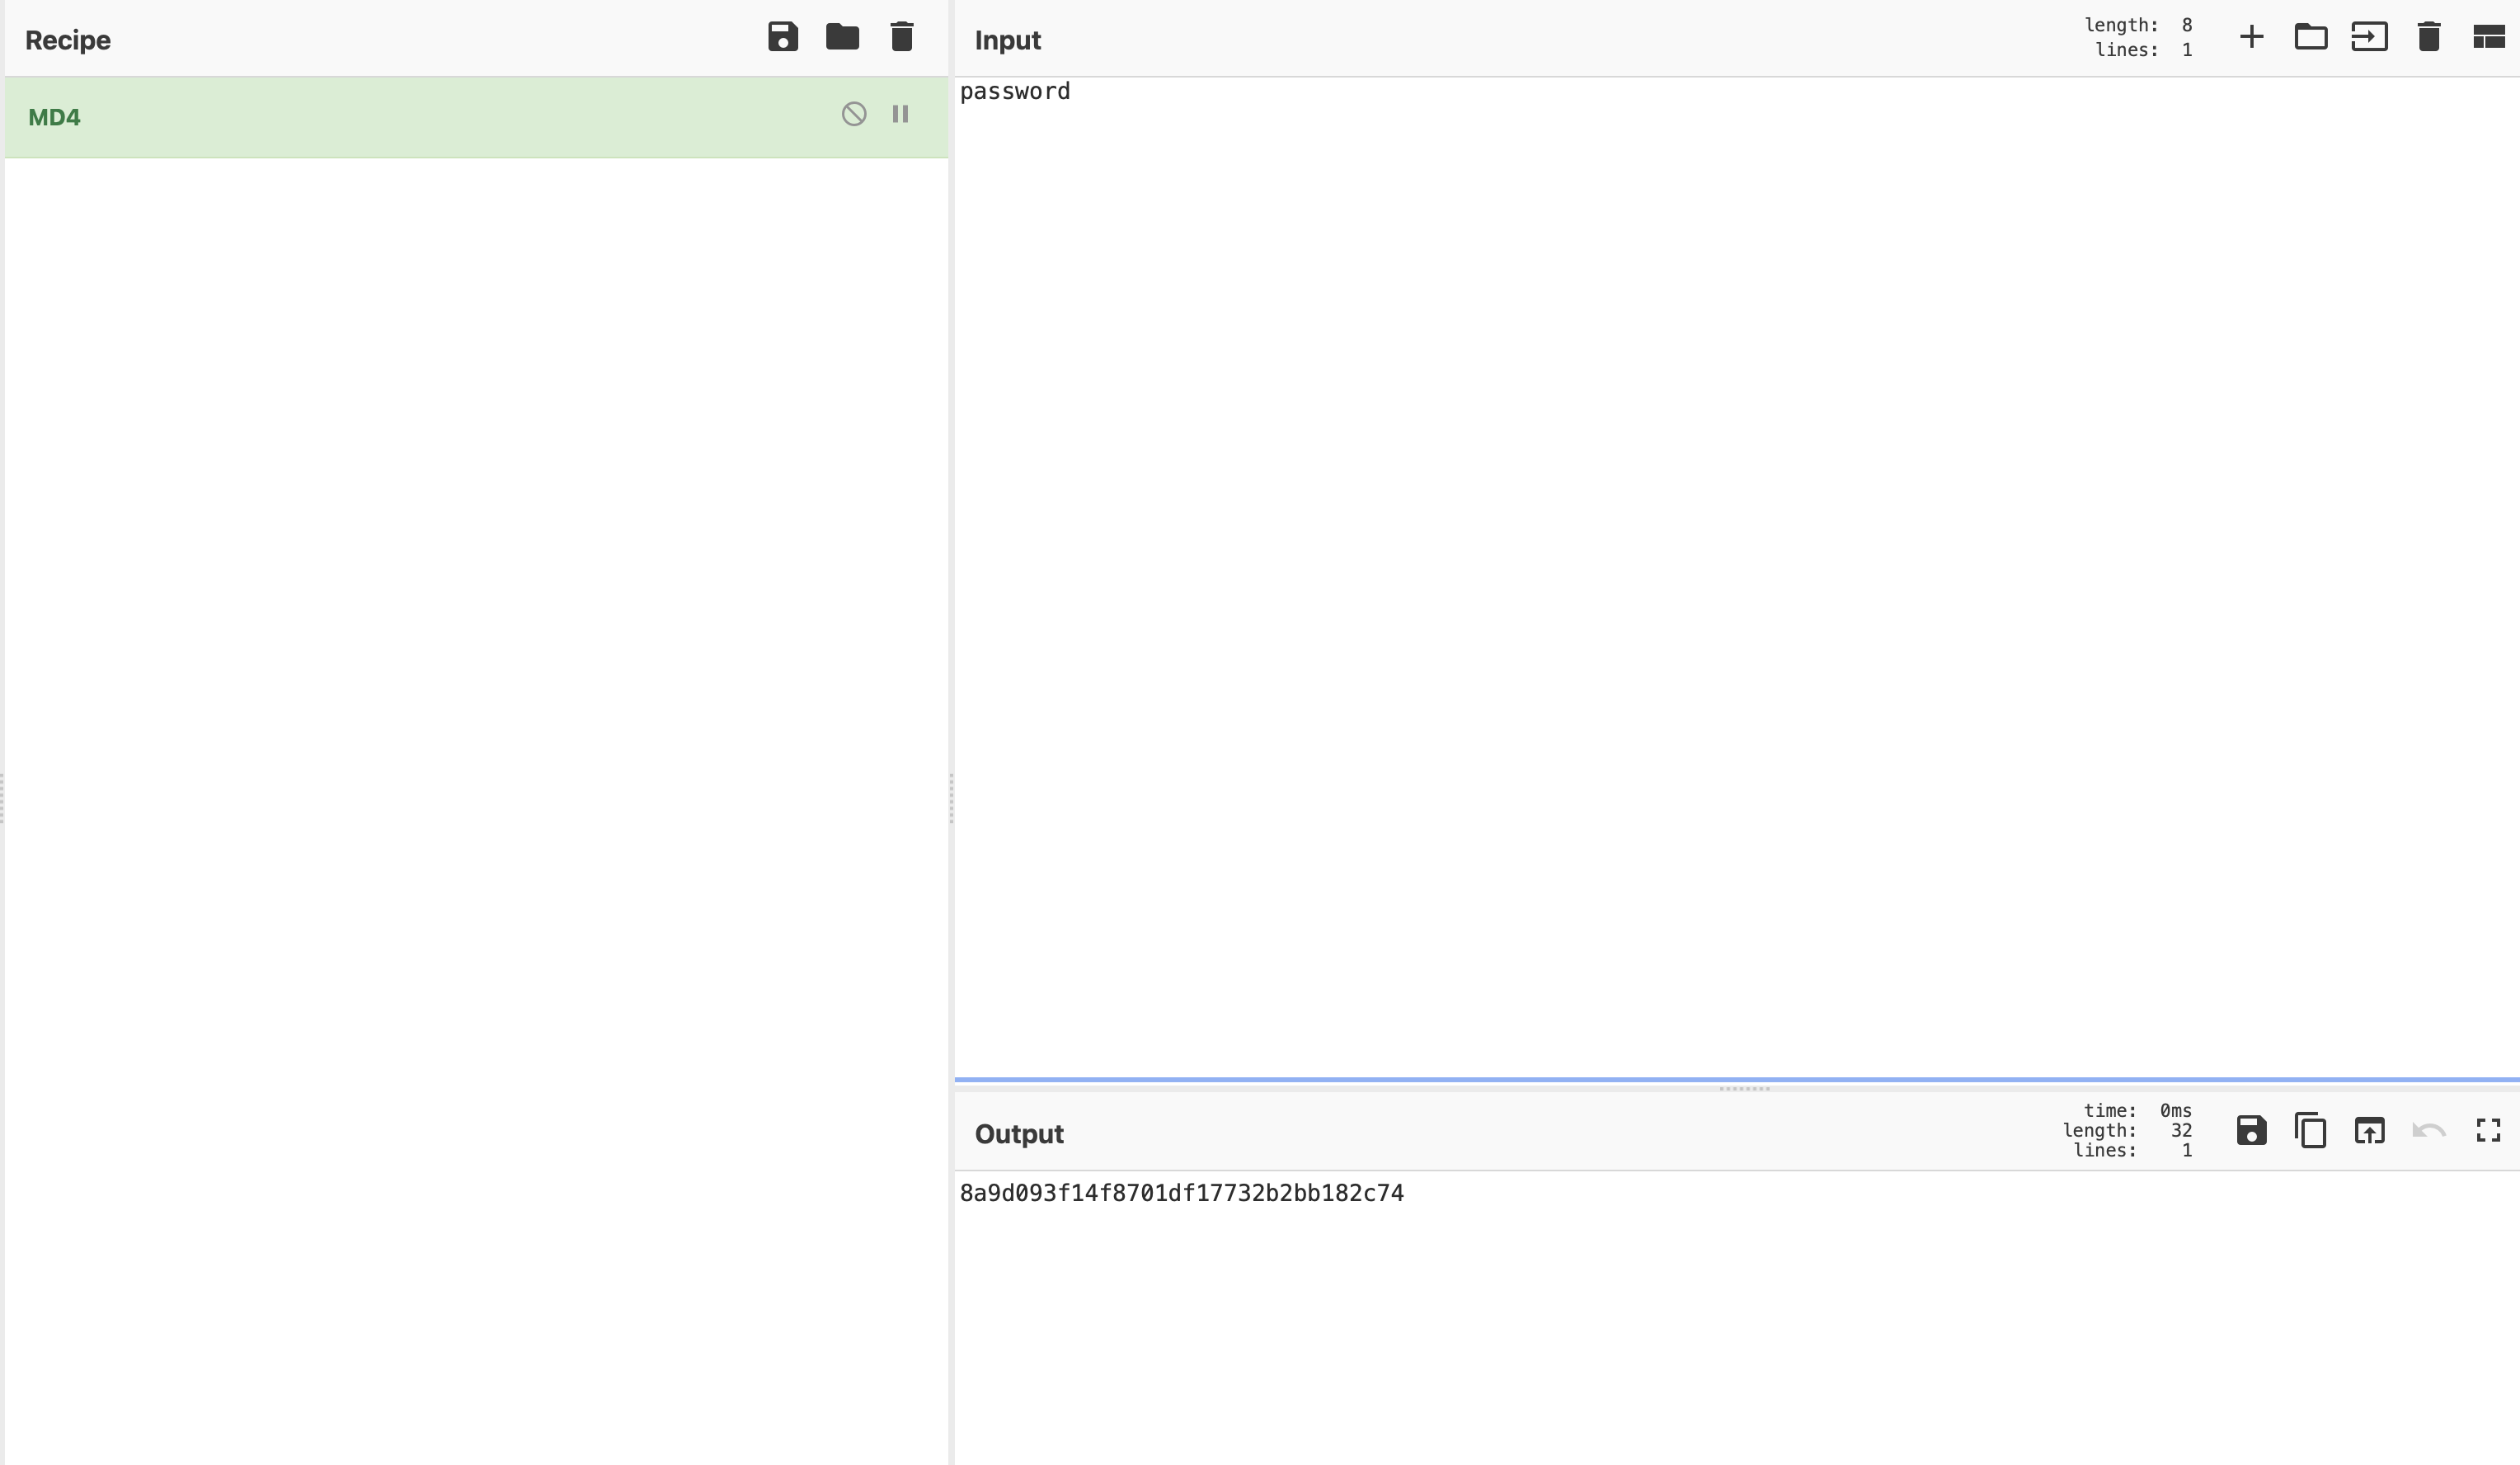 Recipe
MD4
Input
length: 8
lines: 1
password
Output
time: 0ms
length: 32
lines: 1
8a9d093f14f8701df17732b2bb182c74